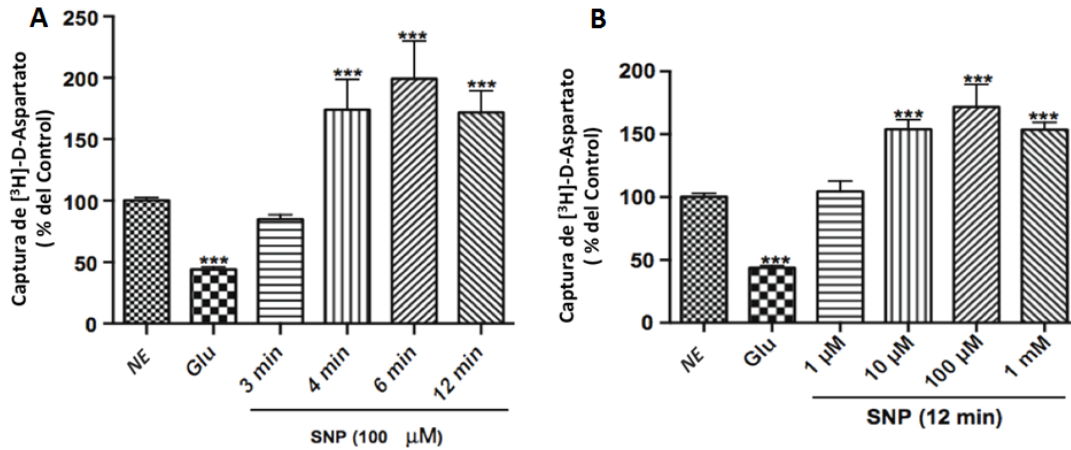 A
Captura de [³H]-D-Aspartato
( % del Control)
250
200
150
100
50
0
***
***
***
***
NE
Glu
3 min
4 min
6 min
12 min
SNP (100 μM)
B
Captura de [³H]-D-Aspartato
( % del Control)
200
150
100
50
0
***
***
***
***
NE
Glu
1 μM
10 μM
100 μM
1 mM
SNP (12 min)